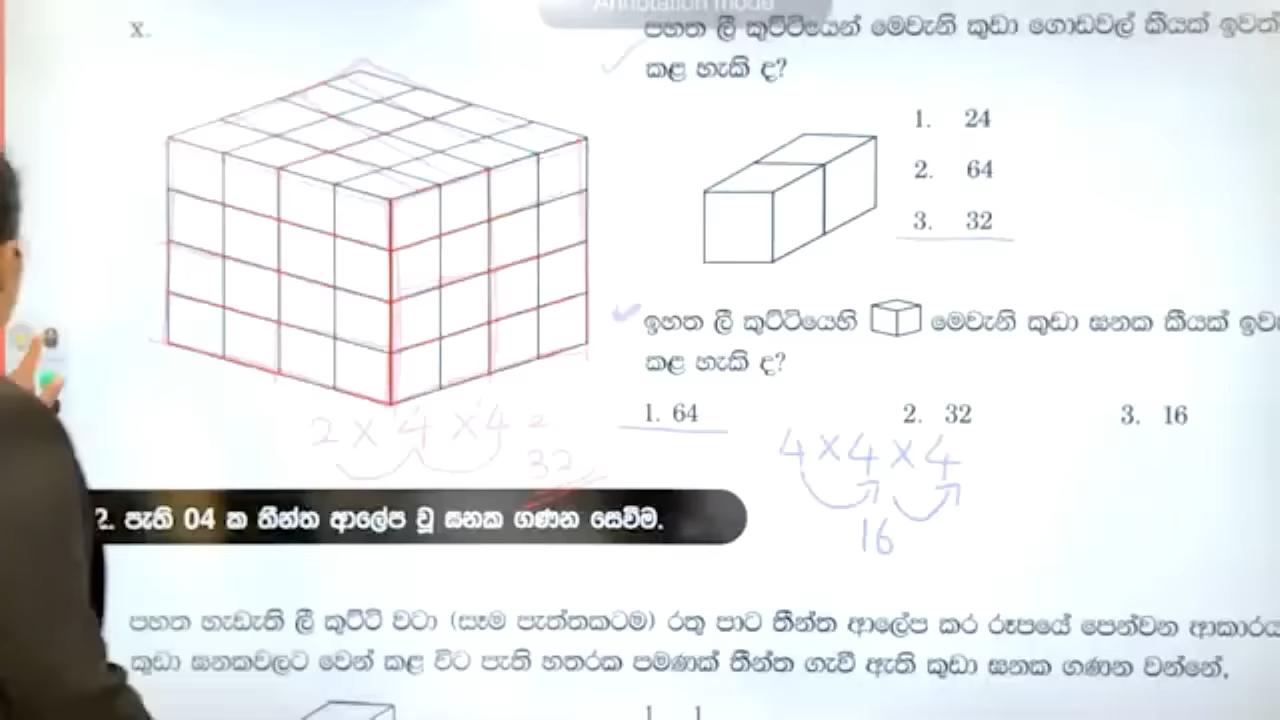 Annotation mode
X.
පහත ලී කුට්ටියෙන් මෙවැනි කුඩා ගොඩවල් කීයක් ඉවත්
කළ හැකි ද?
1. 24
2. 64
3. 32
ඉහත ලී කුට්ටියෙහි මෙවැනි කුඩා ඝනක කීයක් ඉව
කළ හැකි ද?
1. 64 2. 32 3. 16
2 x 4 x 4 =
32
4 x 4 x 4
16
2. පැති 04 ක තීන්ත ආලේප වූ ඝනක ගණන සෙවීම.
පහත හැඩැති ලී කුට්ටි වටා (සෑම පැත්තකටම) රතු පාට තීන්ත ආලේප කර රූපයේ පෙන්වන ආකාරය
කුඩා ඝනකවලට වෙන් කළ විට පැති හතරක පමණක් තීන්ත ගැවී ඇති කුඩා ඝනක ගණන වන්නේ,